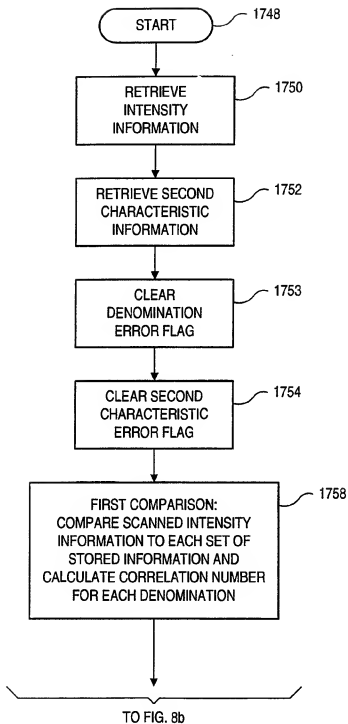 START
1748
RETRIEVE
INTENSITY
INFORMATION
1750
RETRIEVE SECOND
CHARACTERISTIC
INFORMATION
1752
CLEAR
DENOMINATION
ERROR FLAG
1753
CLEAR SECOND
CHARACTERISTIC
ERROR FLAG
1754
FIRST COMPARISON:
COMPARE SCANNED INTENSITY
INFORMATION TO EACH SET OF
STORED INFORMATION AND
CALCULATE CORRELATION NUMBER
FOR EACH DENOMINATION
1758
TO FIG. 8b